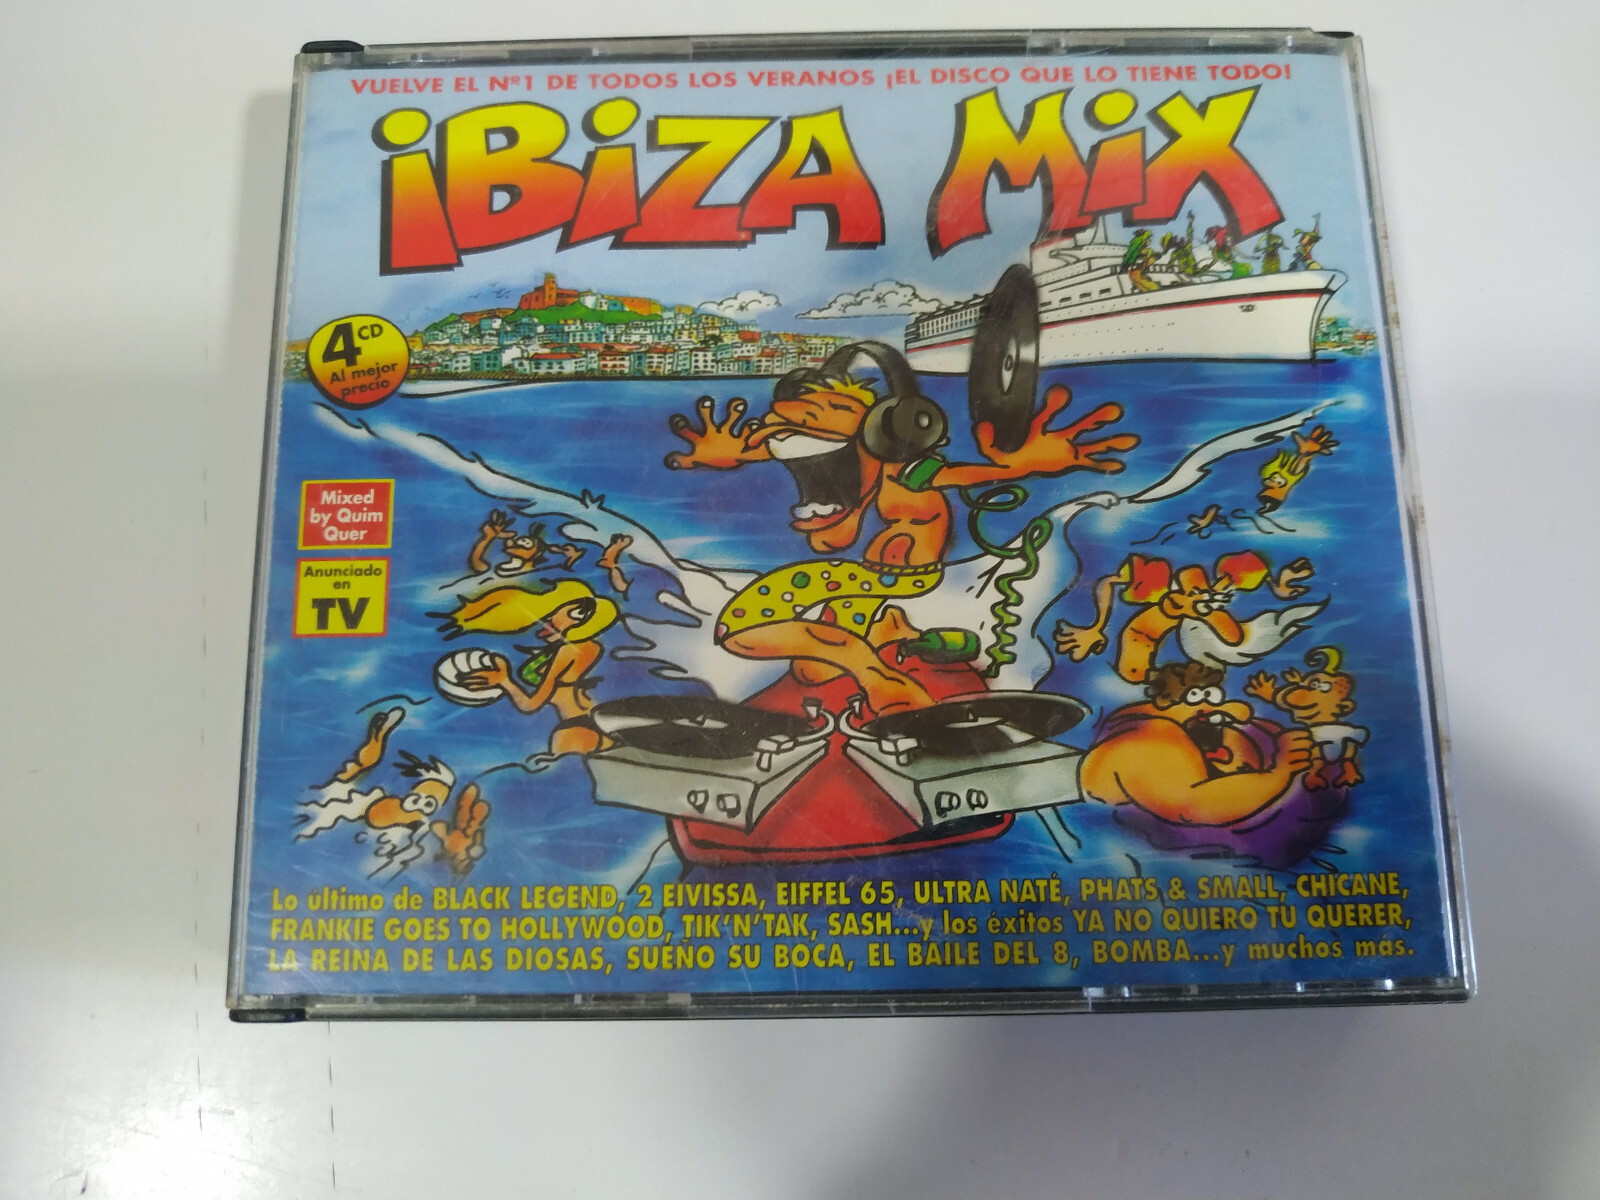 VUELVE EL Nº1 DE TODOS LOS VERANOS ¡EL DISCO QUE LO TIENE TODO!
iBiZA MiX
4 CD
Al mejor
precio
Mixed
by Quim
Quer
Anunciado
en
TV
Lo último de BLACK LEGEND, 2 EIVISSA, EIFFEL 65, ULTRA NATÉ, PHATS & SMALL, CHICANE,
FRANKIE GOES TO HOLLYWOOD, TIK'N'TAK, SASH...y los éxitos YA NO QUIERO TU QUERER,
LA REINA DE LAS DIOSAS, SUEÑO SU BOCA, EL BAILE DEL 8, BOMBA...y muchos más.